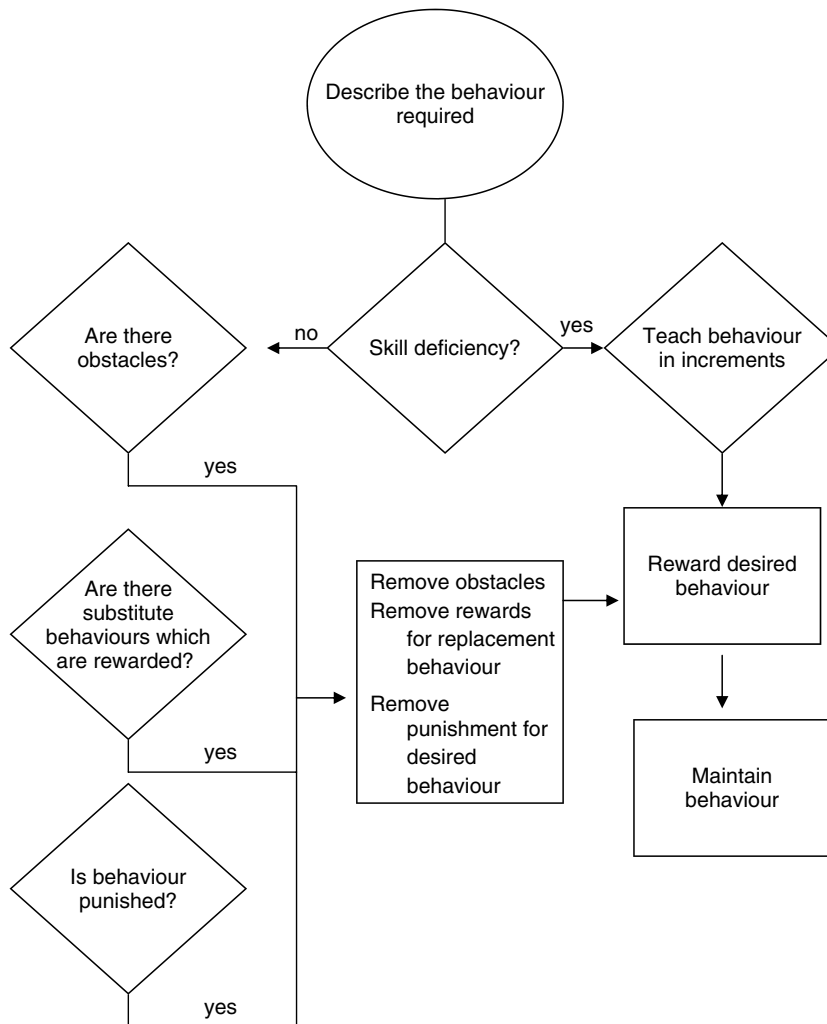 Describe the behaviour
required
no
yes
Are there
obstacles?
Skill deficiency?
Teach behaviour
in increments
yes
Are there
substitute
behaviours which
are rewarded?
Remove obstacles
Remove rewards
for replacement
behaviour
Remove
punishment for
desired
behaviour
Reward desired
behaviour
yes
Maintain
behaviour
Is behaviour
punished?
yes